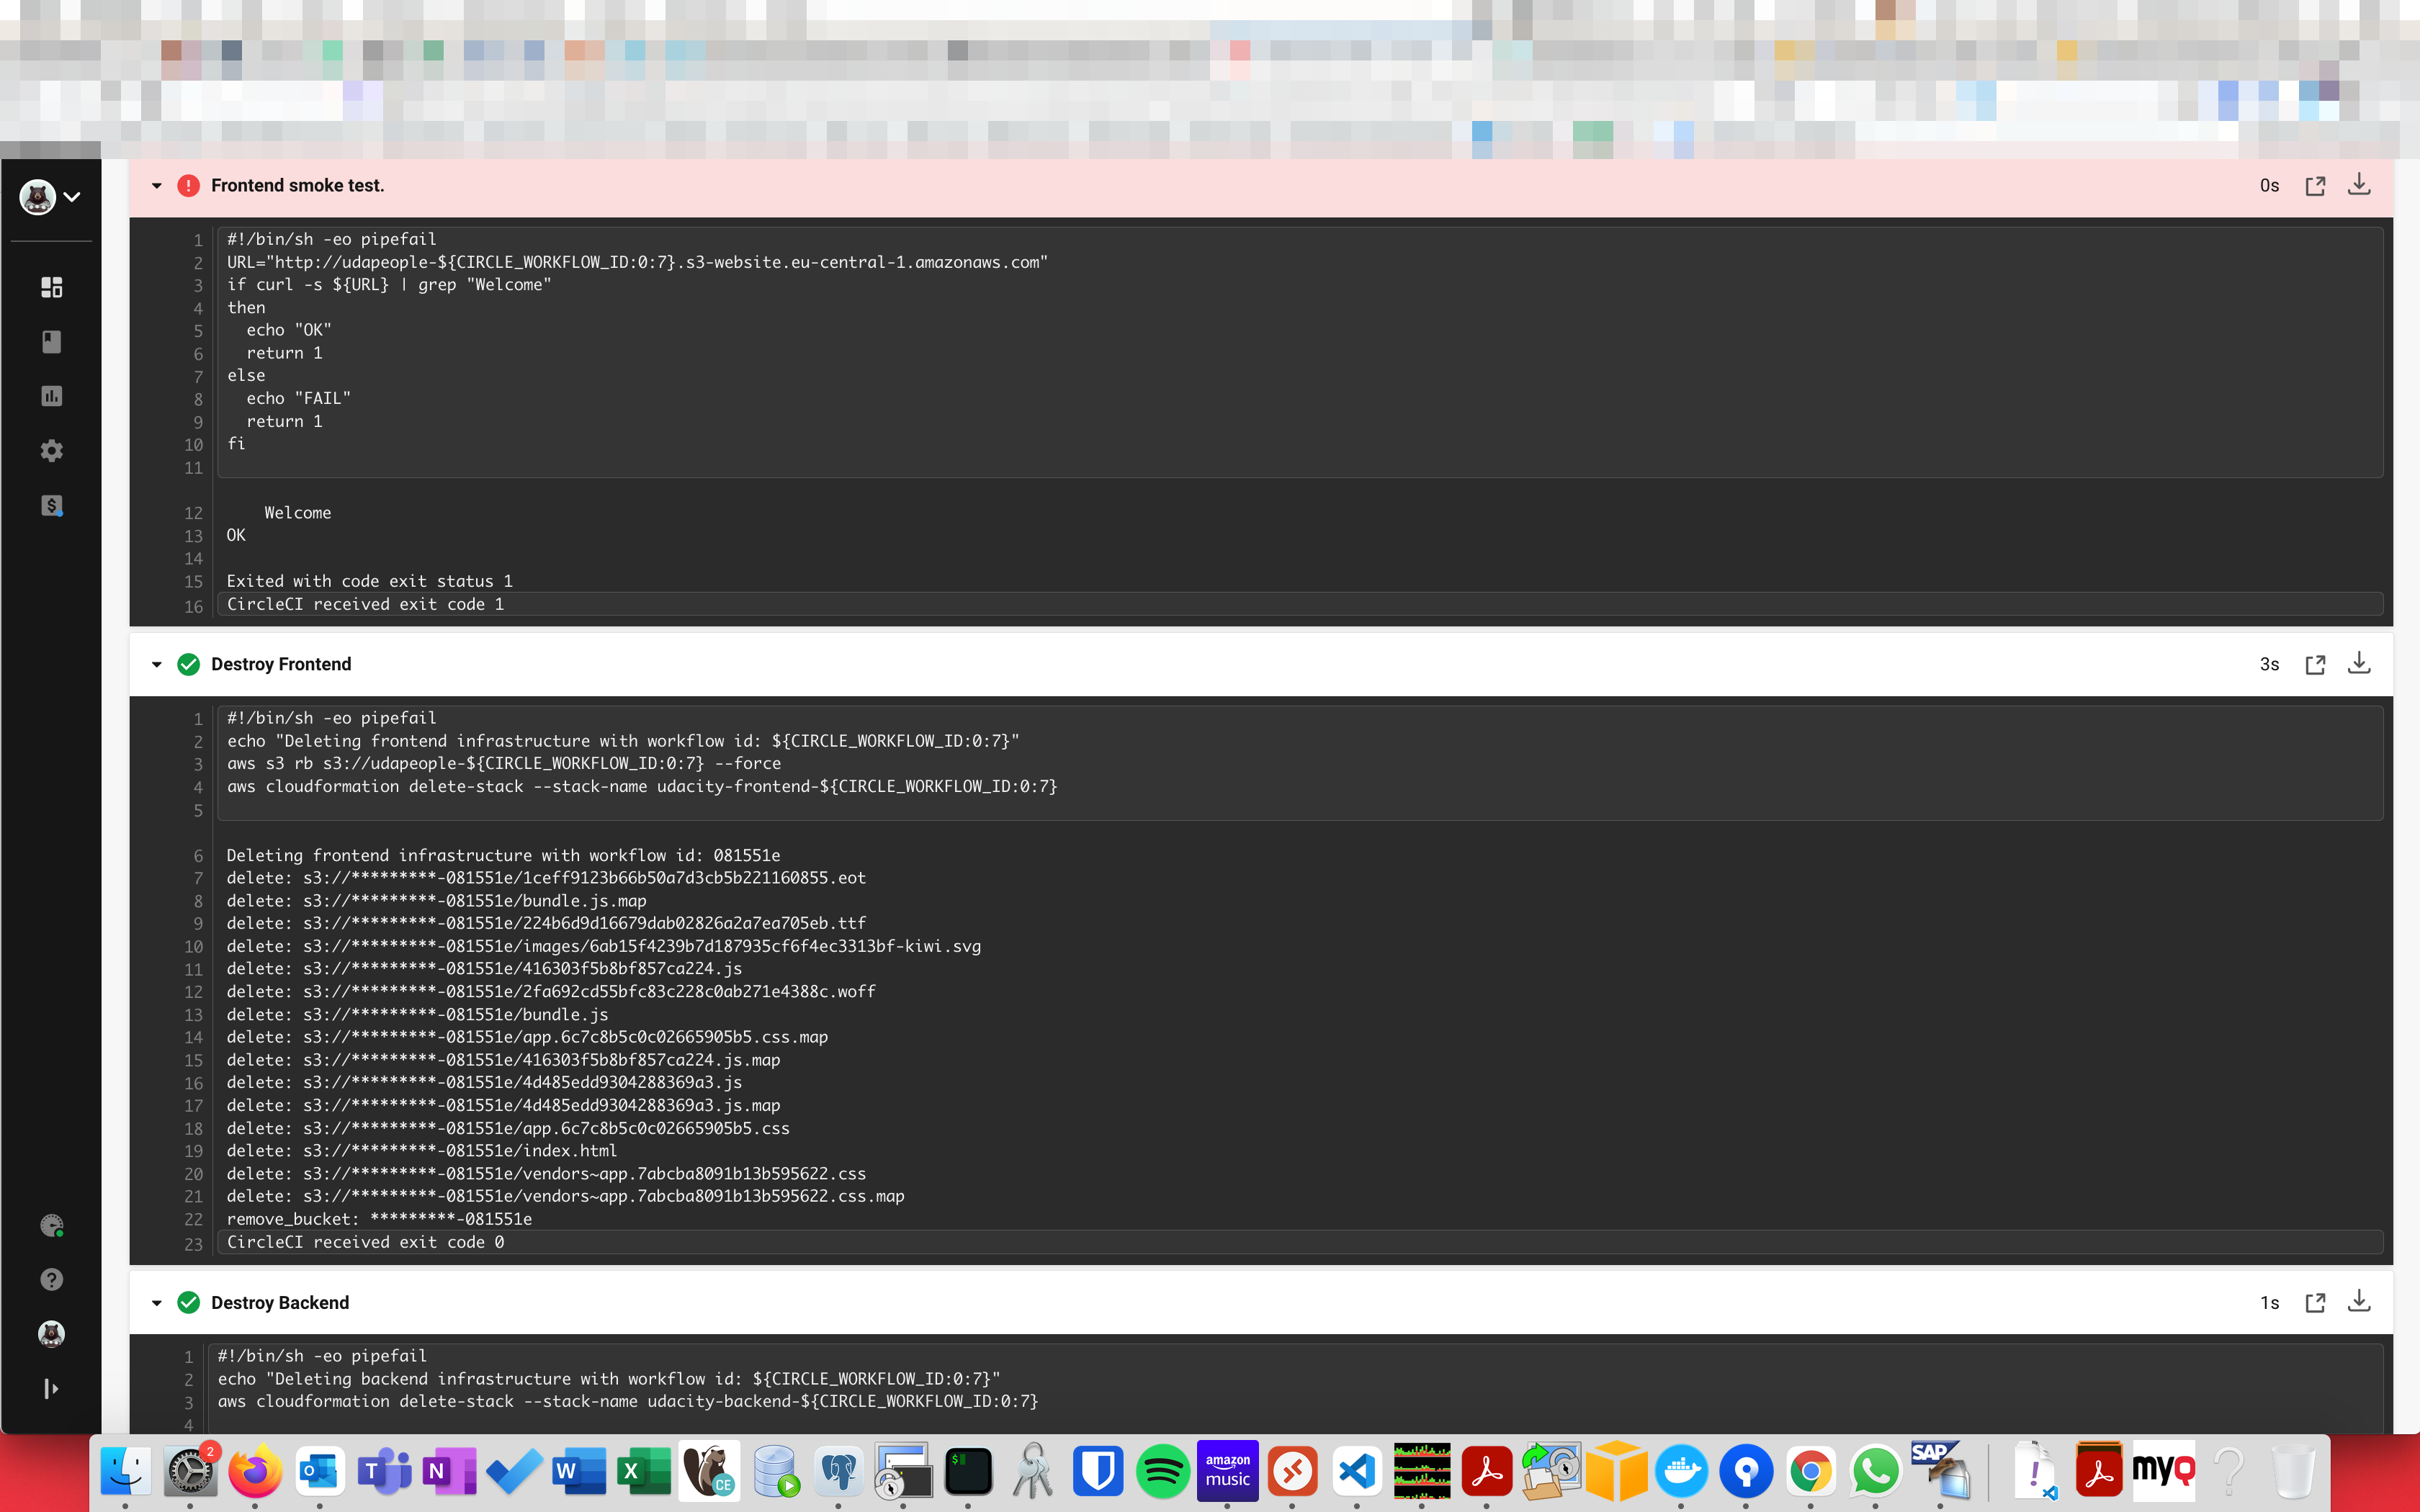 Frontend smoke test.
0s
1 #!/bin/sh -eo pipefail
2 URL="http://udapeople-${CIRCLE_WORKFLOW_ID:0:7}.s3-website.eu-central-1.amazonaws.com"
3 if curl -s ${URL} | grep "Welcome"
4 then
5 echo "OK"
6 return 1
7 else
8 echo "FAIL"
9 return 1
10 fi
11
12 Welcome
13 OK
14
15 Exited with code exit status 1
16 CircleCI received exit code 1
Destroy Frontend
3s
1 #!/bin/sh -eo pipefail
2 echo "Deleting frontend infrastructure with workflow id: ${CIRCLE_WORKFLOW_ID:0:7}"
3 aws s3 rb s3://udapeople-${CIRCLE_WORKFLOW_ID:0:7} --force
4 aws cloudformation delete-stack --stack-name udacity-frontend-${CIRCLE_WORKFLOW_ID:0:7}
5
6 Deleting frontend infrastructure with workflow id: 081551e
7 delete: s3://*********-081551e/1ceff9123b66b50a7d3cb5b221160855.eot
8 delete: s3://*********-081551e/bundle.js.map
9 delete: s3://*********-081551e/224b6d9d16679dab02826a2a7ea705eb.ttf
10 delete: s3://*********-081551e/images/6ab15f4239b7d187935cf6f4ec3313bf-kiwi.svg
11 delete: s3://*********-081551e/416303f5b8bf857ca224.js
12 delete: s3://*********-081551e/2fa692cd55bfc83c228c0ab271e4388c.woff
13 delete: s3://*********-081551e/bundle.js
14 delete: s3://*********-081551e/app.6c7c8b5c0c02665905b5.css.map
15 delete: s3://*********-081551e/416303f5b8bf857ca224.js.map
16 delete: s3://*********-081551e/4d485edd9304288369a3.js
17 delete: s3://*********-081551e/4d485edd9304288369a3.js.map
18 delete: s3://*********-081551e/app.6c7c8b5c0c02665905b5.css
19 delete: s3://*********-081551e/index.html
20 delete: s3://*********-081551e/vendors~app.7abcba8091b13b595622.css
21 delete: s3://*********-081551e/vendors~app.7abcba8091b13b595622.css.map
22 remove_bucket: *********-081551e
23 CircleCI received exit code 0
Destroy Backend
1s
1 #!/bin/sh -eo pipefail
2 echo "Deleting backend infrastructure with workflow id: ${CIRCLE_WORKFLOW_ID:0:7}"
3 aws cloudformation delete-stack --stack-name udacity-backend-${CIRCLE_WORKFLOW_ID:0:7}
4
2
O
T
N
W
X
CE
$
amazon music
SAP
myQ